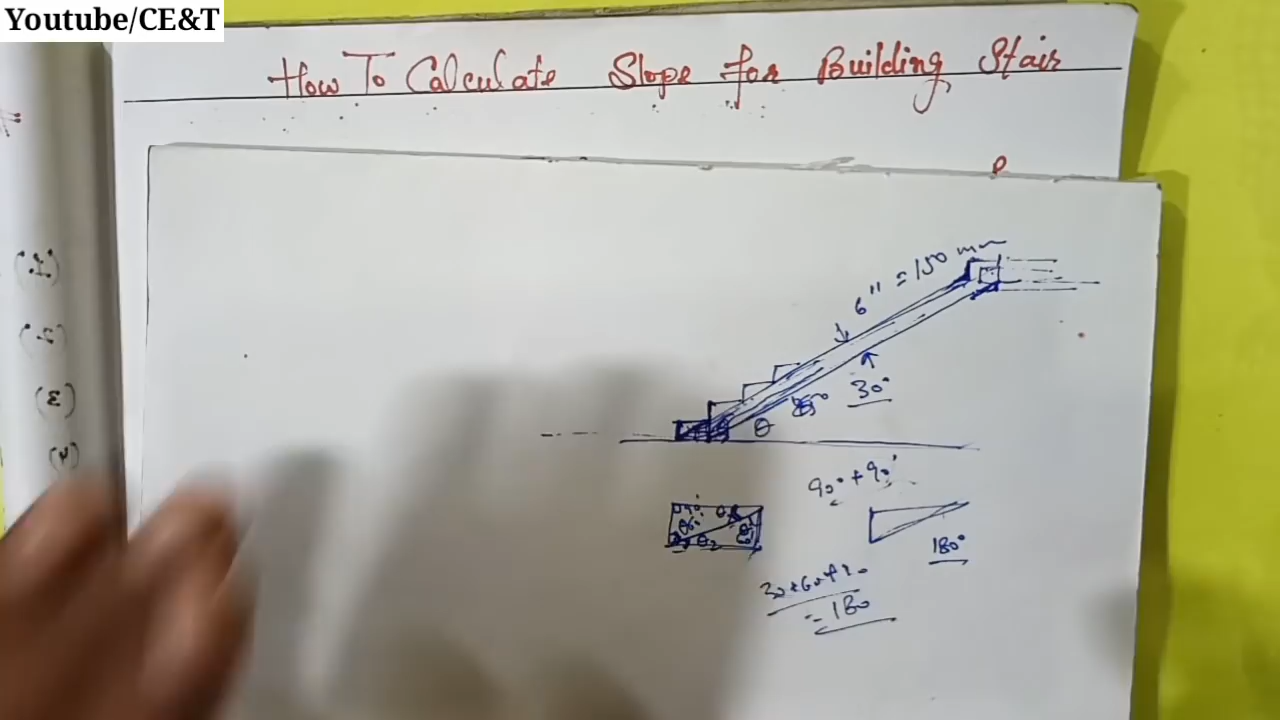 Youtube/CE&T
How To Calculate Slope for Building Stair
6" = 150 mm
30°
θ
90° + 90°
180°
30+60+90
= 180